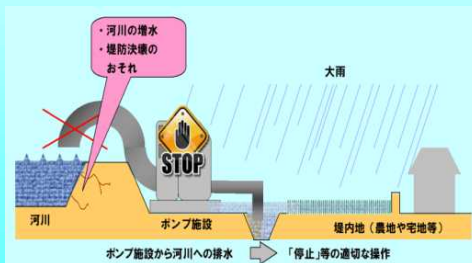 ・河川の増水
・堤防決壊の
おそれ
大雨
STOP
河川
ポンプ施設
堤内地（農地や宅地等）
ポンプ施設から河川への排水
「停止」等の適切な操作